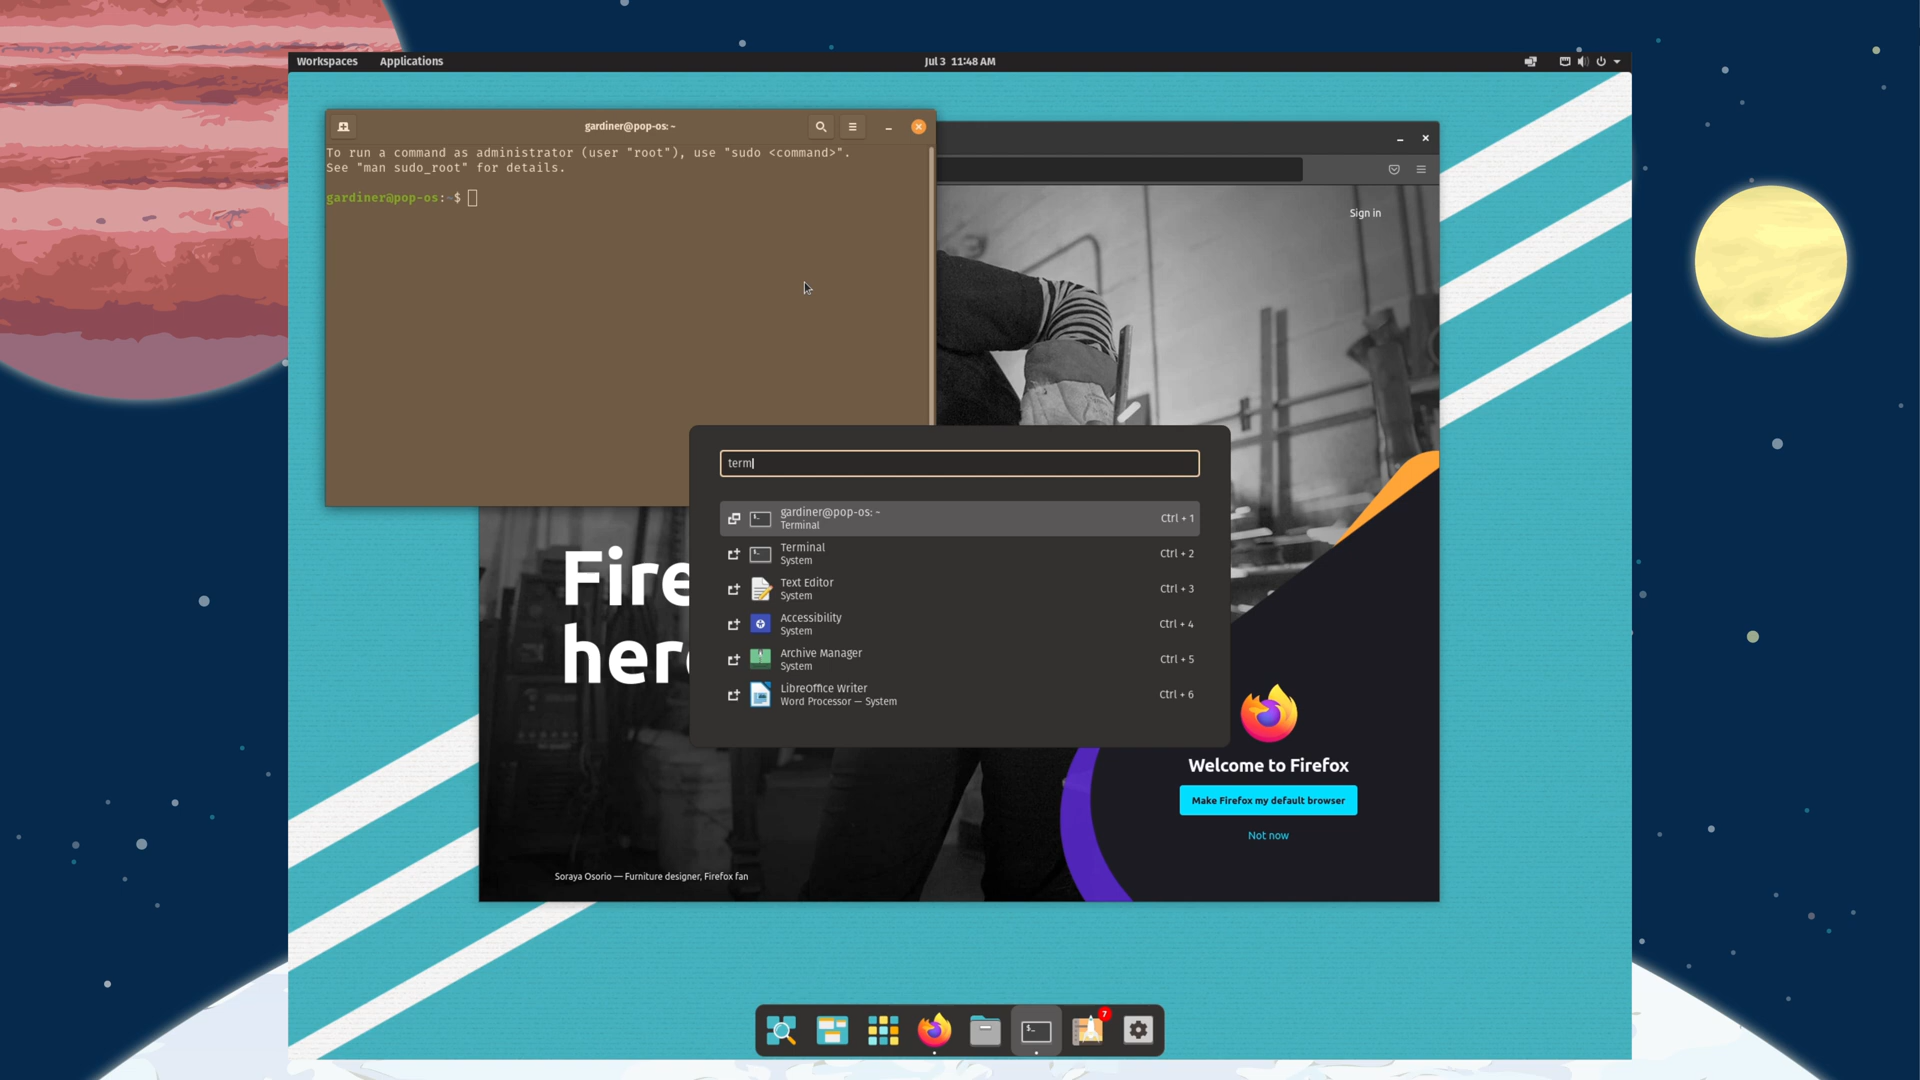 Workspaces Applications Jul 3 11:48 AM
gardiner@pop-os: ~
To run a command as administrator (user "root"), use "sudo <command>".
See "man sudo_root" for details.
gardiner@pop-os:~$
Sign in
term
gardiner@pop-os: ~ Ctrl + 1
Terminal
Terminal Ctrl + 2
System
Text Editor Ctrl + 3
System
Accessibility Ctrl + 4
System
Archive Manager Ctrl + 5
System
LibreOffice Writer Ctrl + 6
Word Processor — System
Fire
her
Welcome to Firefox
Make Firefox my default browser
Not now
Soraya Osorio — Furniture designer, Firefox fan
$_
7